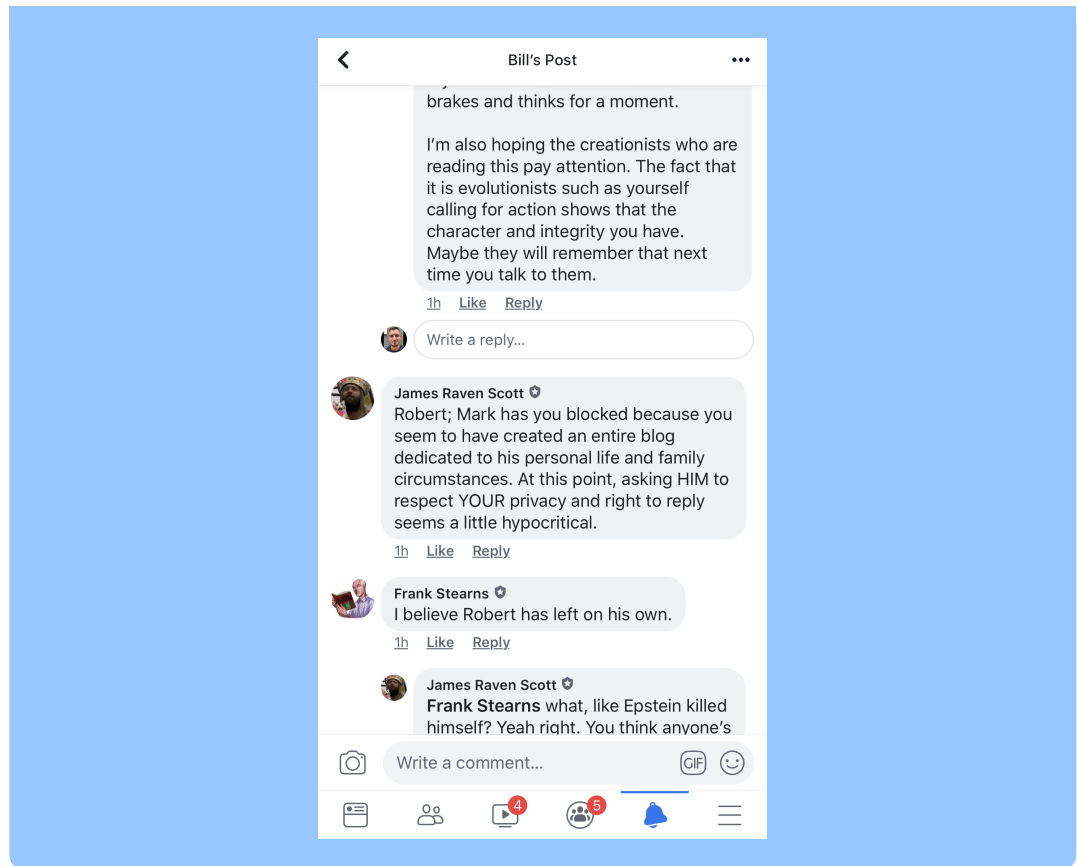 Bill's Post
brakes and thinks for a moment.
I'm also hoping the creationists who are
reading this pay attention. The fact that
it is evolutionists such as yourself
calling for action shows that the
character and integrity you have.
Maybe they will remember that next
time you talk to them.
1h Like Reply
Write a reply...
James Raven Scott
Robert; Mark has you blocked because you
seem to have created an entire blog
dedicated to his personal life and family
circumstances. At this point, asking HIM to
respect YOUR privacy and right to reply
seems a little hypocritical.
1h Like Reply
Frank Stearns
I believe Robert has left on his own.
1h Like Reply
James Raven Scott
Frank Stearns what, like Epstein killed
himself? Yeah right. You think anyone's
Write a comment...
GIF
4
5